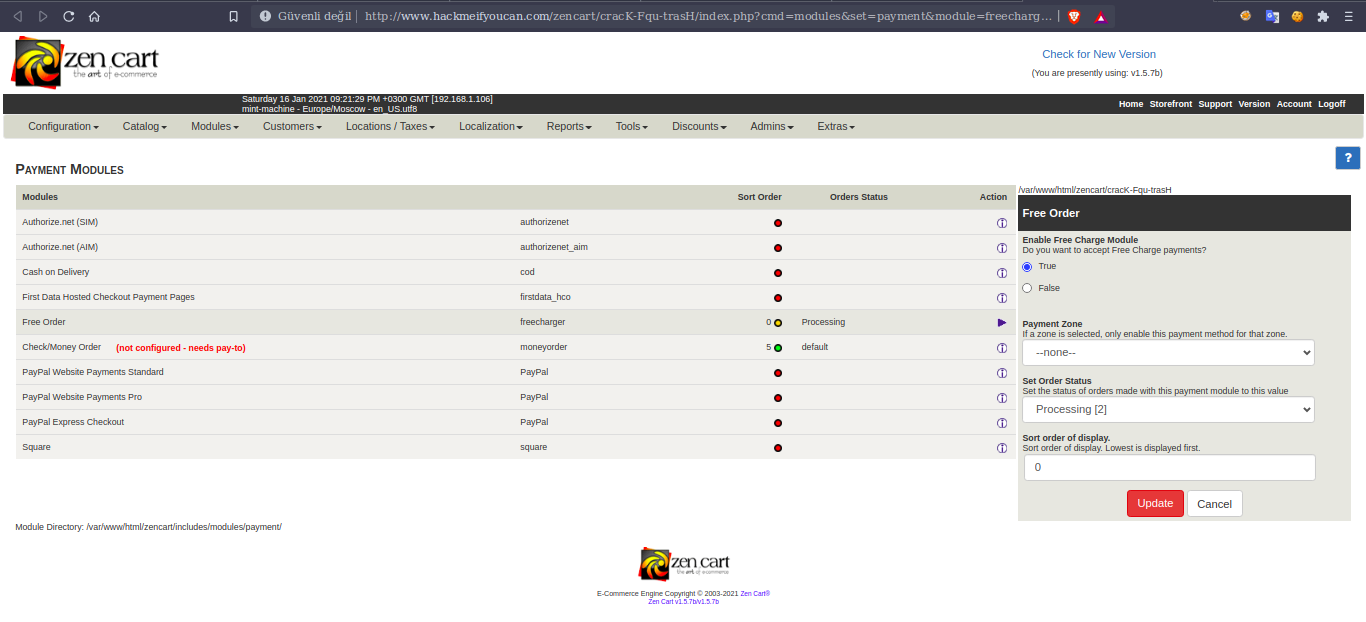 Güvenli değil | http://www.hackmeifyoucan.com/zencart/cracK-Fqu-trasH/index.php?cmd=modules&set=payment&module=freecharg...
zen cart
the art of e-commerce
Check for New Version
(You are presently using: v1.5.7b)
Saturday 16 Jan 2021 09:21:29 PM +0300 GMT [192.168.1.106]
mint-machine - Europe/Moscow - en_US.utf8
Home Storefront Support Version Account Logoff
Configuration Catalog Modules Customers Locations / Taxes Localization Reports Tools Discounts Admins Extras
?
Payment Modules
Modules Sort Order Orders Status Action
Authorize.net (SIM) authorizenet
Authorize.net (AIM) authorizenet_aim
Cash on Delivery cod
First Data Hosted Checkout Payment Pages firstdata_hco
Free Order freecharger 0 Processing
Check/Money Order (not configured - needs pay-to) moneyorder 5 default
PayPal Website Payments Standard PayPal
PayPal Website Payments Pro PayPal
PayPal Express Checkout PayPal
Square square
Module Directory: /var/www/html/zencart/includes/modules/payment/
/var/www/html/zencart/cracK-Fqu-trasH
Free Order
Enable Free Charge Module
Do you want to accept Free Charge payments?
True
False
Payment Zone
If a zone is selected, only enable this payment method for that zone.
--none--
Set Order Status
Set the status of orders made with this payment module to this value
Processing [2]
Sort order of display.
Sort order of display. Lowest is displayed first.
0
Update Cancel
zen cart
the art of e-commerce
E-Commerce Engine Copyright © 2003-2021 Zen Cart®
Zen Cart v1.5.7b/v1.5.7b